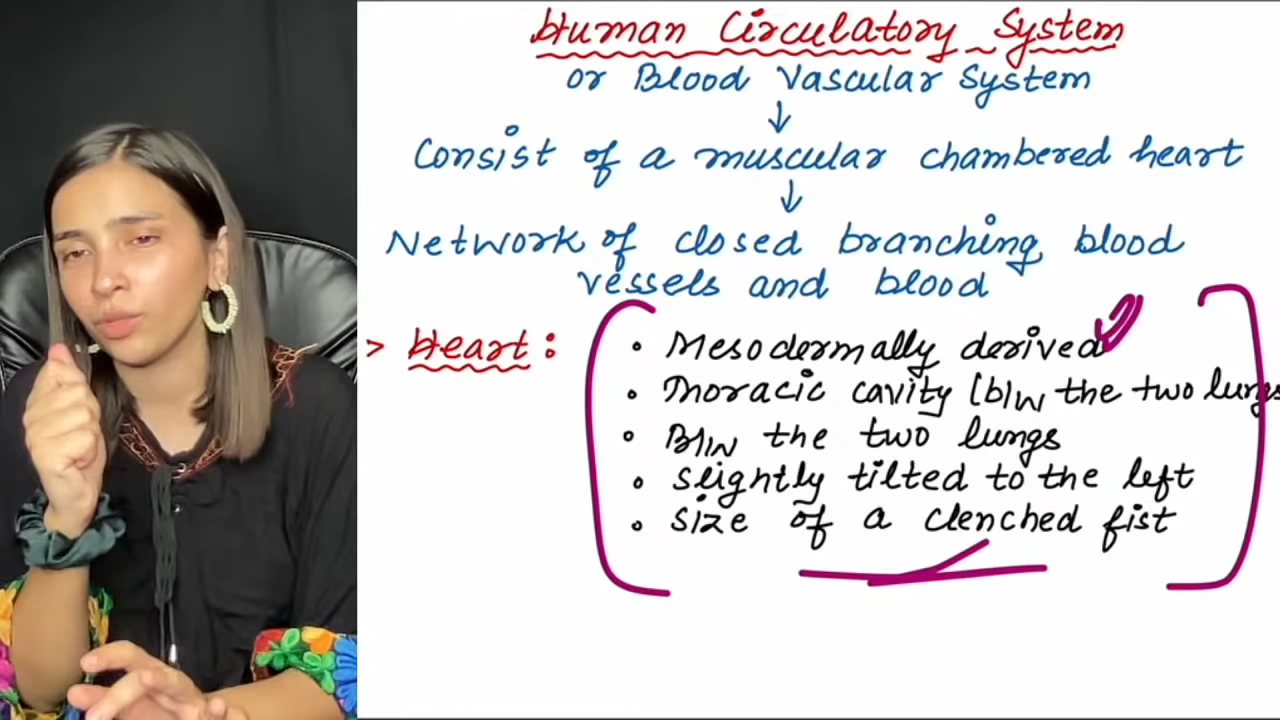 Human Circulatory System
or Blood Vascular System
↓
Consist of a muscular chambered heart
↓
Network of closed branching blood
vessels and blood
> Heart :
• Mesodermally derived
• Thoracic cavity (b/w the two lungs
• B/w the two lungs
• slightly tilted to the left
• size of a clenched fist